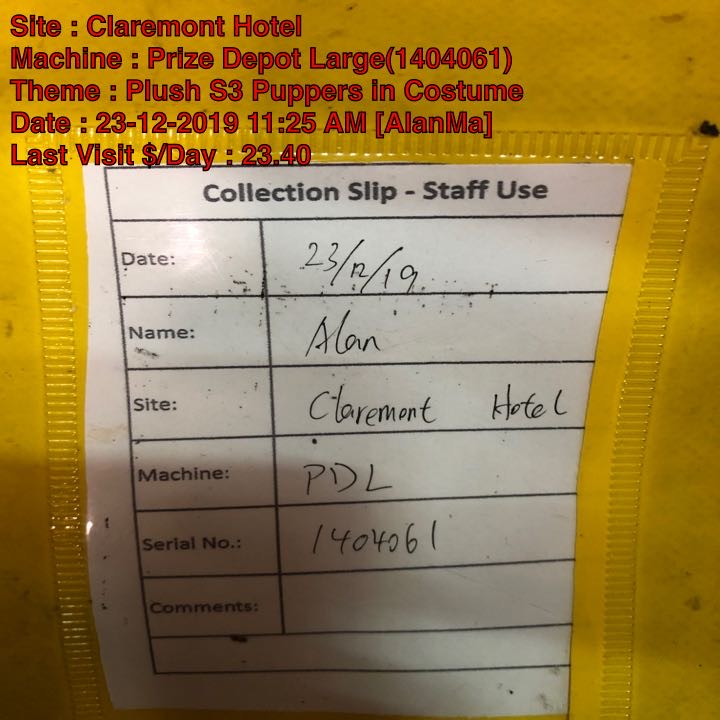 Site : Claremont Hotel
Machine : Prize Depot Large(1404061)
Theme : Plush S3 Puppers in Costume
Date : 23-12-2019 11:25 AM [AlanMa]
Last Visit $/Day : 23.40
Collection Slip - Staff Use
Date: 23/12/19
Name: Alan
Site: Claremont Hotel
Machine: PDL
Serial No.: 1404061
Comments: